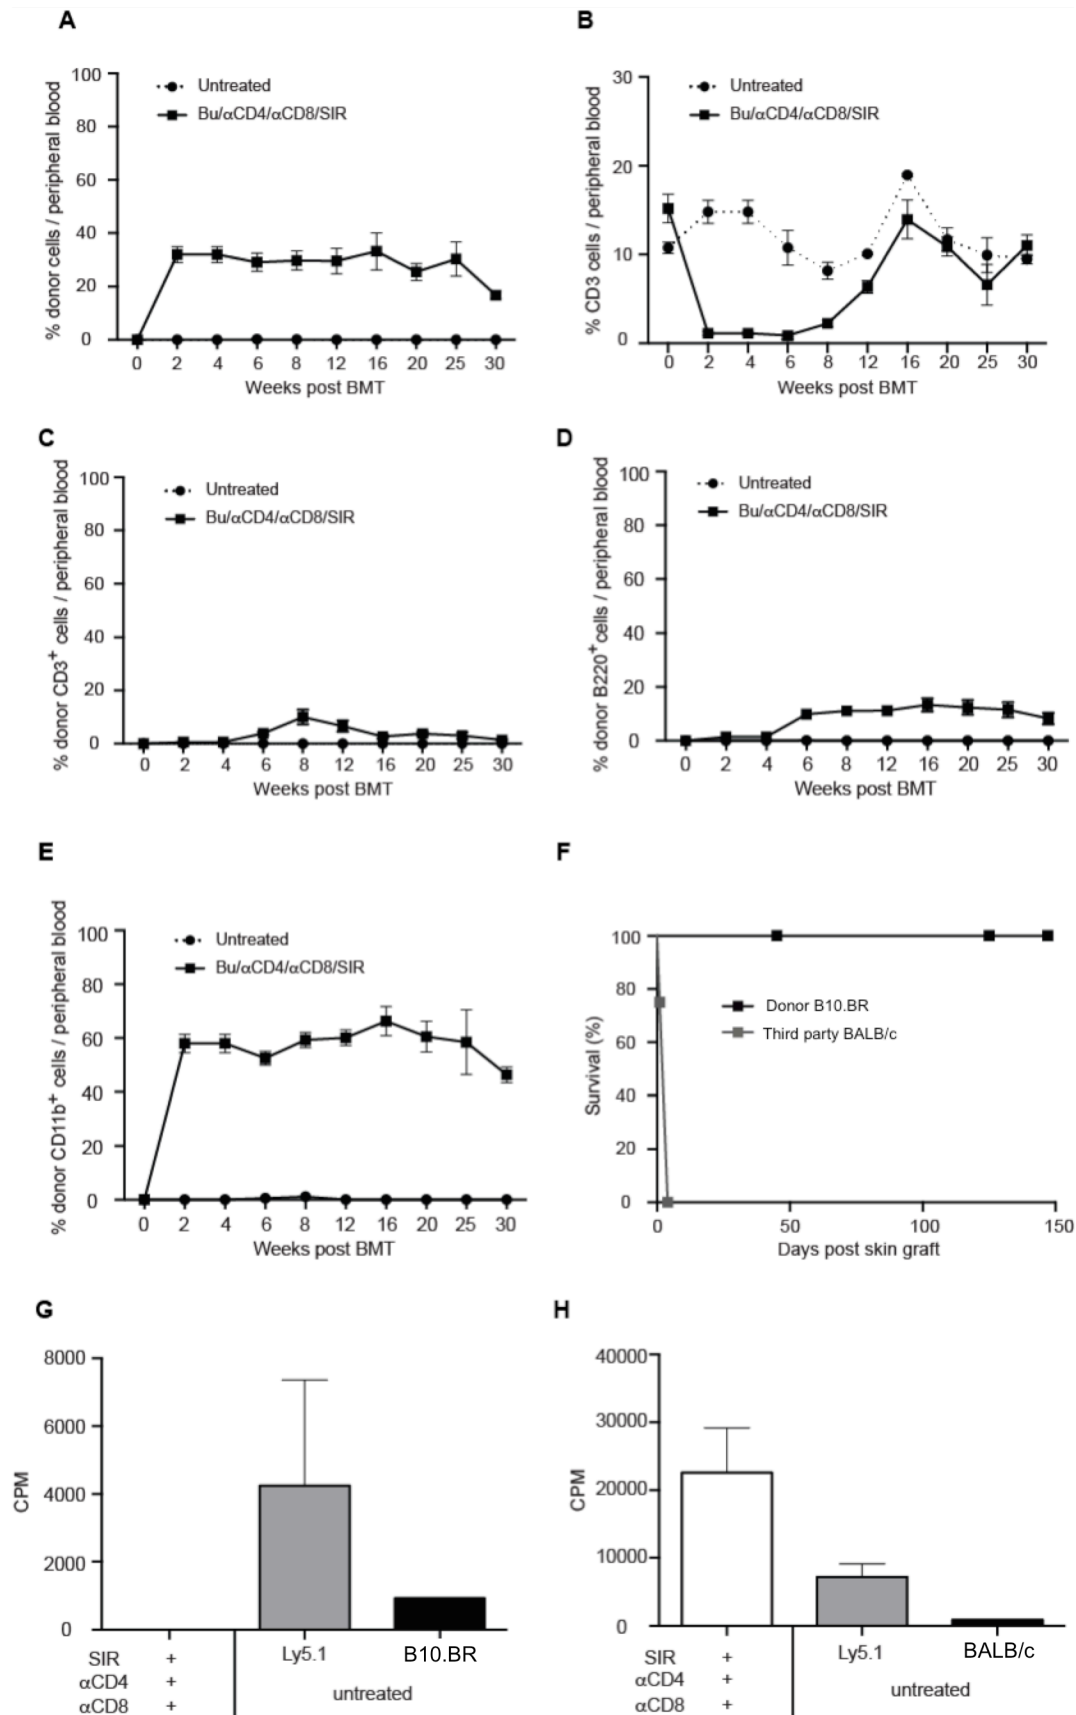 A
% donor cells / peripheral blood
100
80
60
40
20
0
Untreated
Bu/αCD4/αCD8/SIR
0 2 4 6 8 12 16 20 25 30
Weeks post BMT
B
% CD3 cells / peripheral blood
30
20
10
0
Untreated
Bu/αCD4/αCD8/SIR
0 2 4 6 8 12 16 20 25 30
Weeks post BMT
C
% donor CD3+ cells / peripheral blood
100
80
60
40
20
0
Untreated
Bu/αCD4/αCD8/SIR
0 2 4 6 8 12 16 20 25 30
Weeks post BMT
D
% donor B220+ cells / peripheral blood
100
80
60
40
20
0
Untreated
Bu/αCD4/αCD8/SIR
0 2 4 6 8 12 16 20 25 30
Weeks post BMT
E
% donor CD11b+ cells / peripheral blood
100
80
60
40
20
0
Untreated
Bu/αCD4/αCD8/SIR
0 2 4 6 8 12 16 20 25 30
Weeks post BMT
F
Survival (%)
100
80
60
40
20
0
Donor B10.BR
Third party BALB/c
0 50 100 150
Days post skin graft
G
CPM
8000
6000
4000
2000
0
SIR +
αCD4 +
αCD8 +
Ly5.1 B10.BR
untreated
H
CPM
40000
30000
20000
10000
0
SIR +
αCD4 +
αCD8 +
Ly5.1 BALB/c
untreated